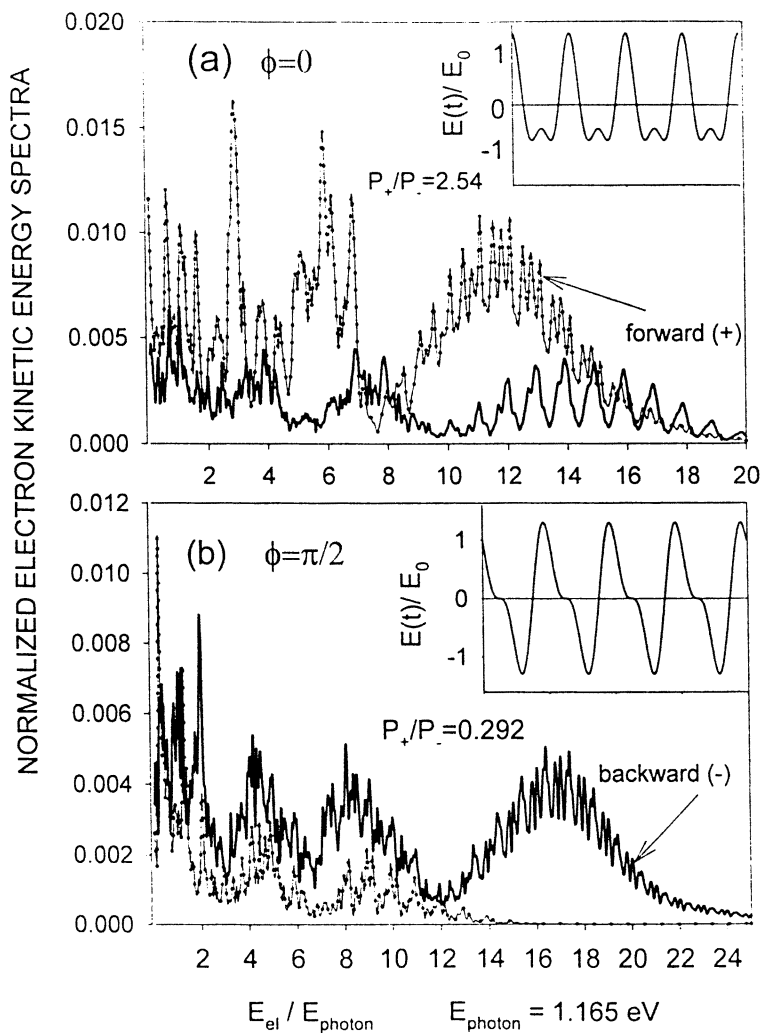 NORMALIZED ELECTRON KINETIC ENERGY SPECTRA
0.020
0.015
0.010
0.005
0.000
(a) ϕ=0
P₊/P₋=2.54
forward (+)
E(t)/ E₀
1
0
-1
2 4 6 8 10 12 14 16 18 20
0.012
0.010
0.008
0.006
0.004
0.002
0.000
(b) ϕ=π/2
P₊/P₋=0.292
backward (-)
E(t)/ E₀
1
0
-1
2 4 6 8 10 12 14 16 18 20 22 24
Eₑₗ / Eₚₕₒₜₒₙ Eₚₕₒₜₒₙ = 1.165 eV